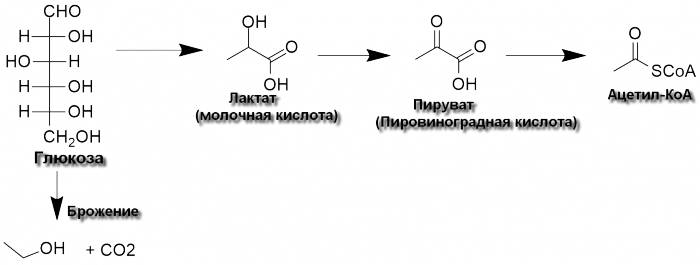 CHO
H OH
HO H
H OH
H OH
CH2OH
Глюкоза
OH
O
OH
Лактат
(молочная кислота)
O
O
OH
Пируват
(Пировиноградная кислота)
O
SCoA
Ацетил-КоА
Брожение
OH + CO2